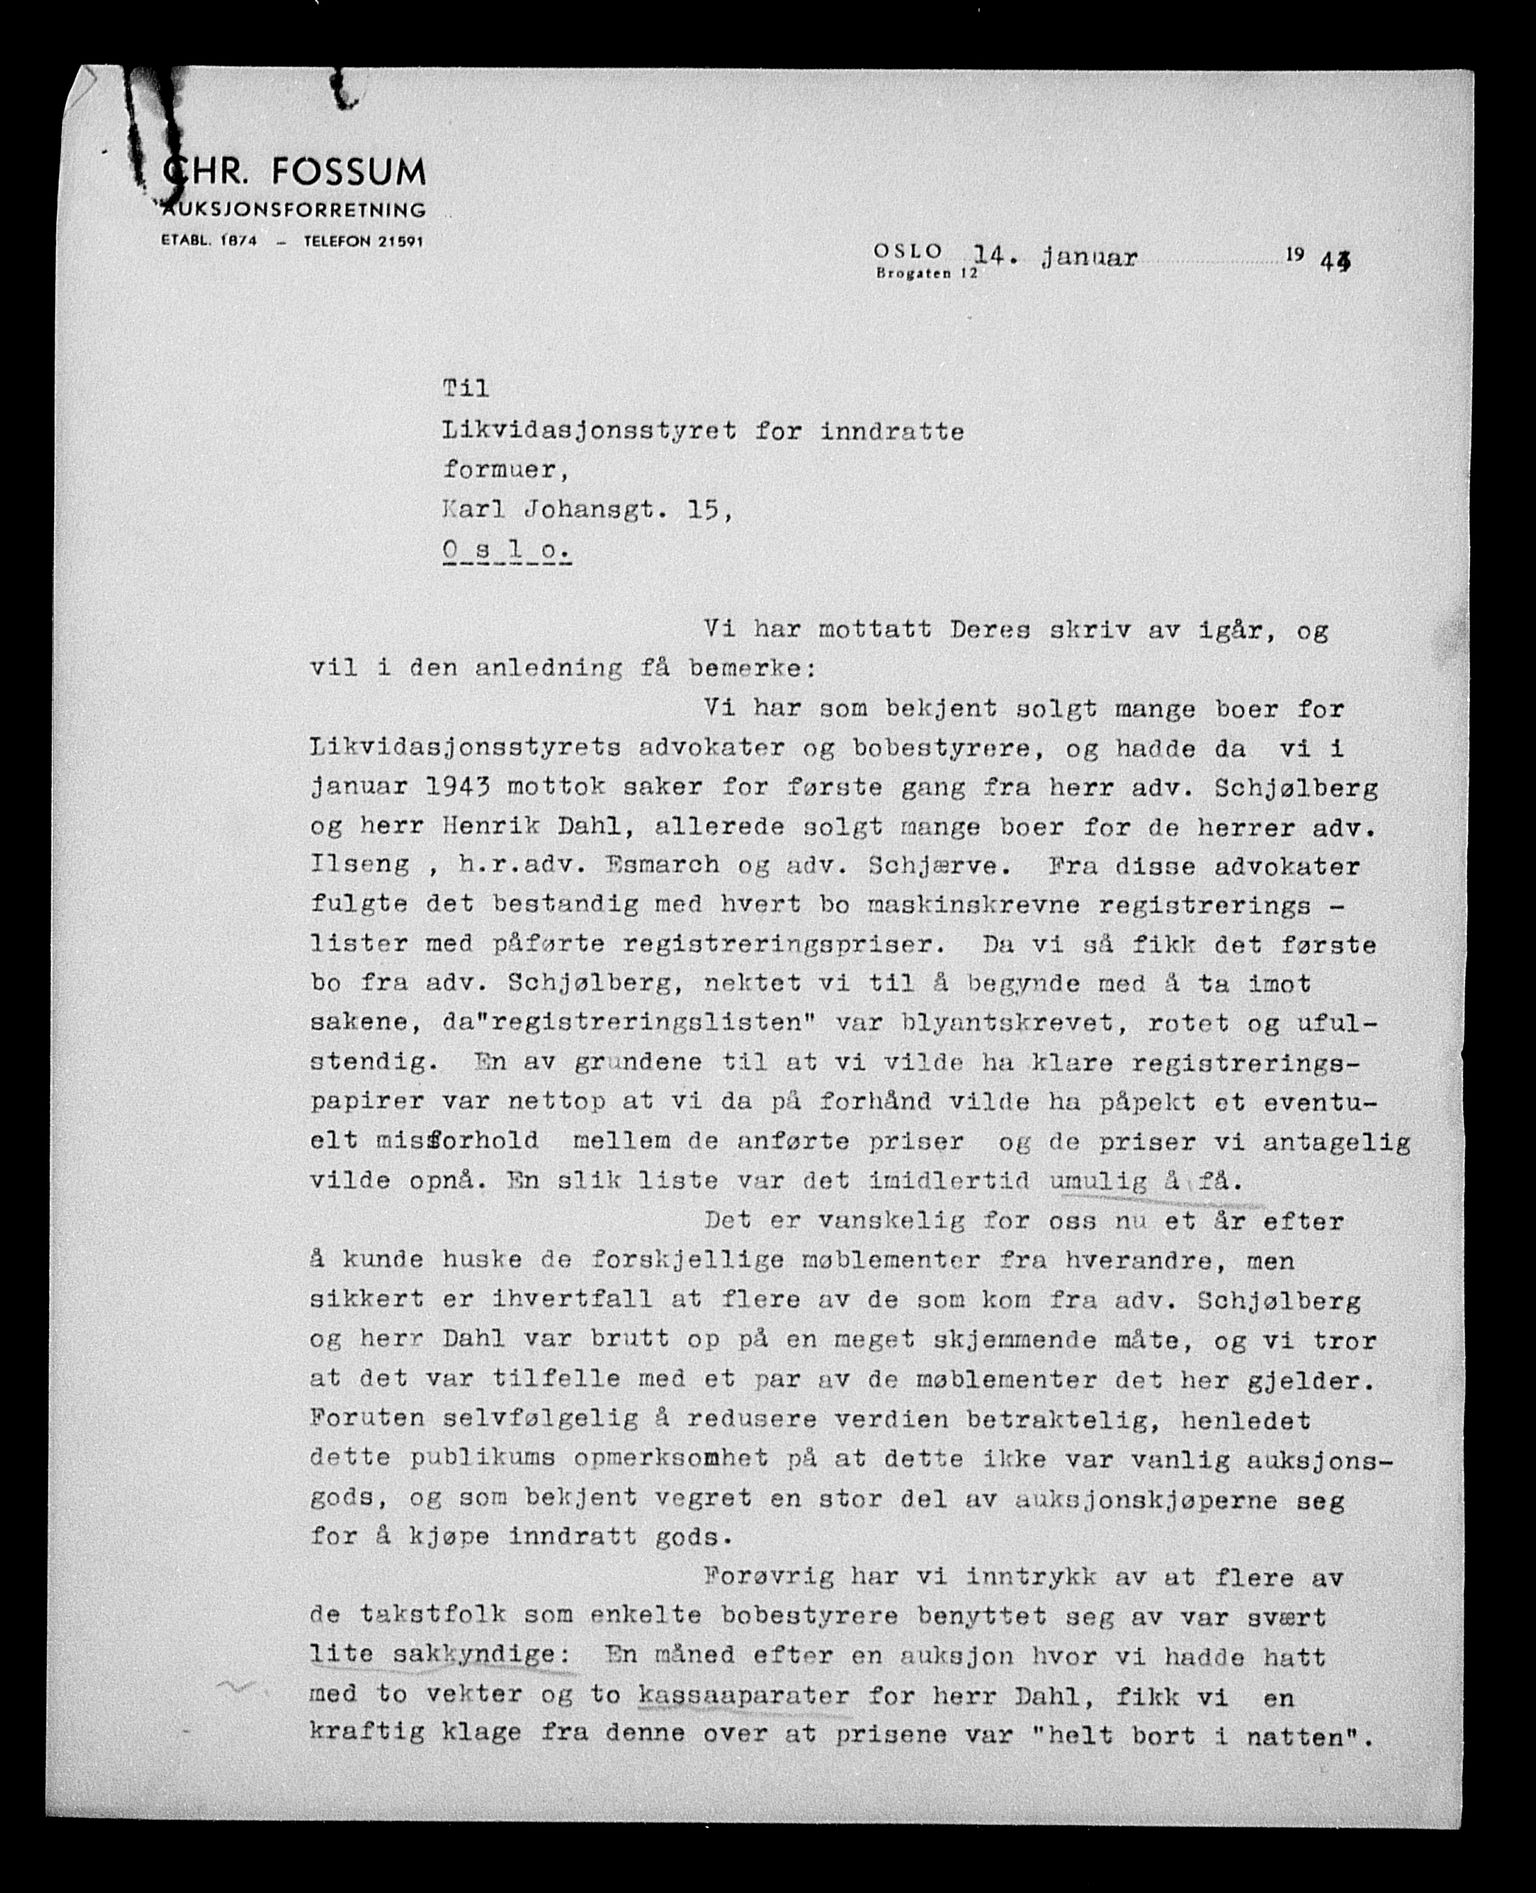 CHR. FOSSUM
AUKSJONSFORRETNING
ETABL. 1874 – TELEFON 21591
OSLO 14. januar 1944
Brogaten 12
Til
Likvidasjonsstyret for inndratte
formuer,
Karl Johansgt. 15,
O s l o.
Vi har mottatt Deres skriv av igår, og
vil i den anledning få bemerke:
Vi har som bekjent solgt mange boer for
Likvidasjonsstyrets advokater og bobestyrere, og hadde da vi i
januar 1943 mottok saker for første gang fra herr adv. Schjølberg
og herr Henrik Dahl, allerede solgt mange boer for de herrer adv.
Ilseng , h.r.adv. Esmarch og adv. Schjærve. Fra disse advokater
fulgte det bestandig med hvert bo maskinskrevne registrerings –
lister med påførte registreringspriser. Da vi så fikk det første
bo fra adv. Schjølberg, nektet vi til å begynde med å ta imot
sakene, da"registreringslisten" var blyantskrevet, rotet og uful-
stendig. En av grundene til at vi vilde ha klare registrerings-
papirer var nettop at vi da på forhånd vilde ha påpekt et eventu-
elt misforhold mellem de anførte priser og de priser vi antagelig
vilde opnå. En slik liste var det imidlertid umulig å få.
Det er vanskelig for oss nu et år efter
å kunde huske de forskjellige møblementer fra hverandre, men
sikkert er ihvertfall at flere av de som kom fra adv. Schjølberg
og herr Dahl var brutt op på en meget skjemmende måte, og vi tror
at det var tilfelle med et par av de møblementer det her gjelder.
Foruten selvfølgelig å redusere verdien betraktelig, henledet
dette publikums opmerksomhet på at dette ikke var vanlig auksjons-
gods, og som bekjent vegret en stor del av auksjonskjøperne seg
for å kjøpe inndratt gods.
Forøvrig har vi inntrykk av at flere av
de takstfolk som enkelte bobestyrere benyttet seg av var svært
lite sakkyndige: En måned efter en auksjon hvor vi hadde hatt
med to vekter og to kassaaparater for herr Dahl, fikk vi en
kraftig klage fra denne over at prisene var "helt bort i natten".